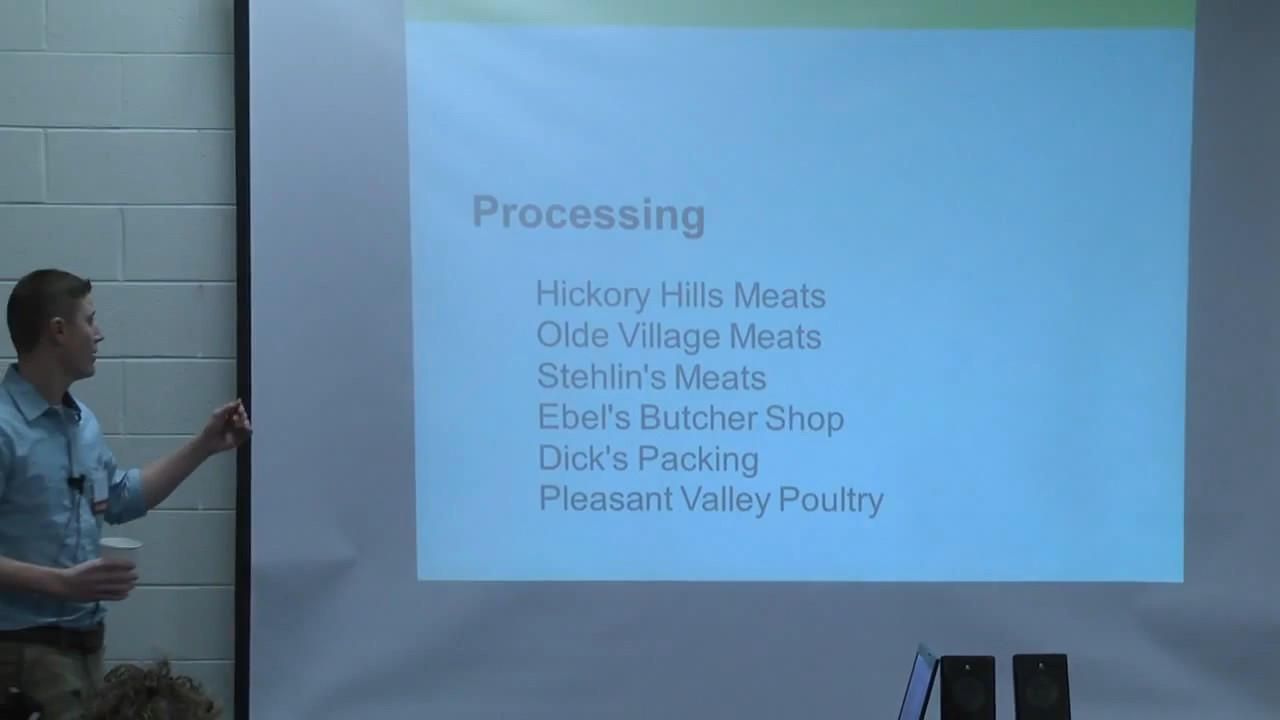 Processing
Hickory Hills Meats
Olde Village Meats
Stehlin's Meats
Ebel's Butcher Shop
Dick's Packing
Pleasant Valley Poultry